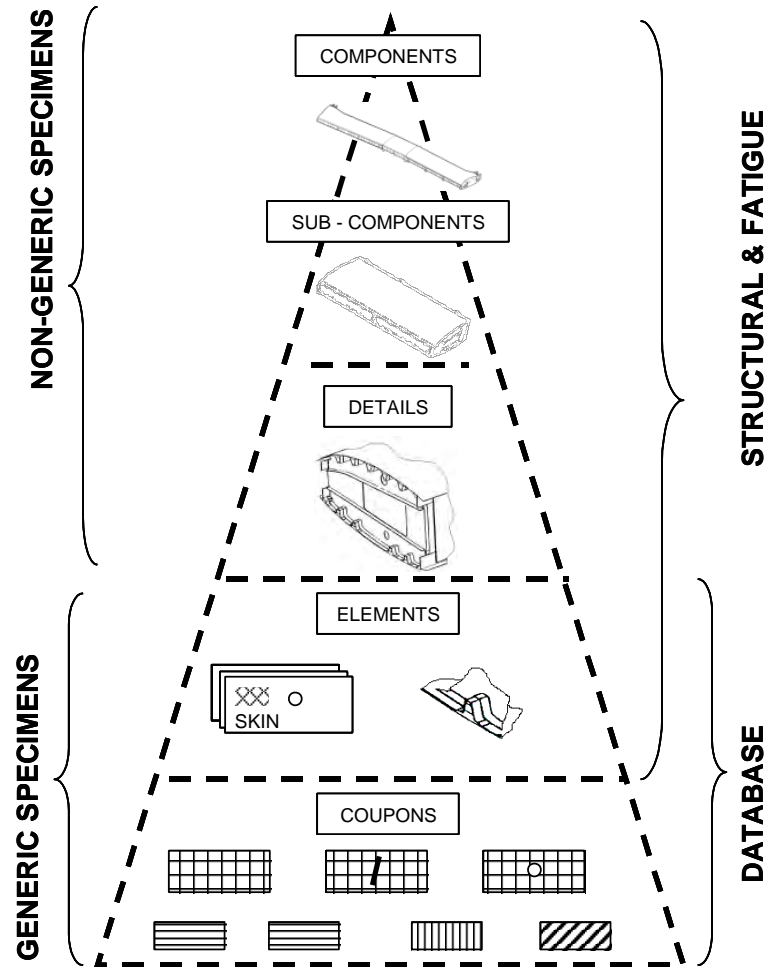 COMPONENTS
SUB - COMPONENTS
DETAILS
ELEMENTS
SKIN
COUPONS
NON-GENERIC SPECIMENS
GENERIC SPECIMENS
STRUCTURAL & FATIGUE
DATABASE